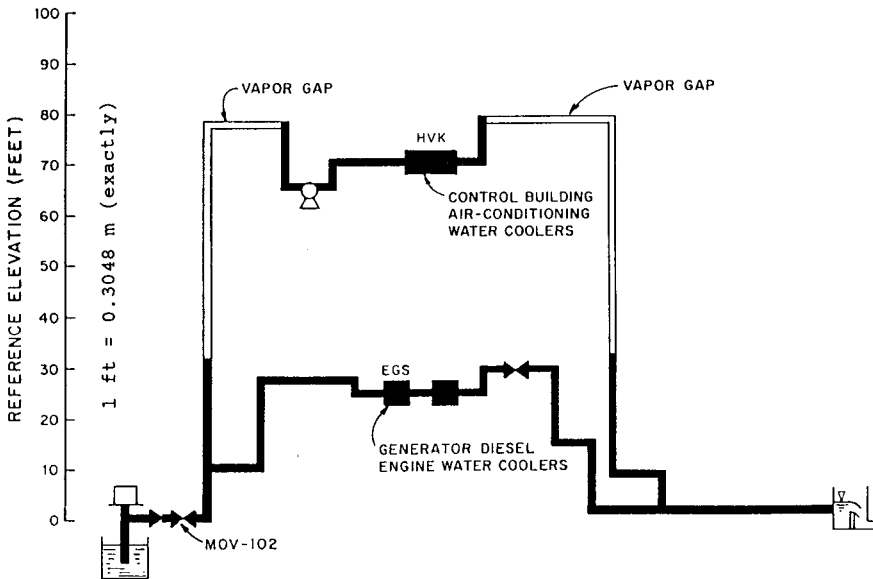 100
90
80
70
60
50
40
30
20
10
0
REFERENCE ELEVATION (FEET)
1 ft = 0.3048 m (exactly)
VAPOR GAP
VAPOR GAP
HVK
CONTROL BUILDING
AIR-CONDITIONING
WATER COOLERS
EGS
GENERATOR DIESEL
ENGINE WATER COOLERS
MOV-102